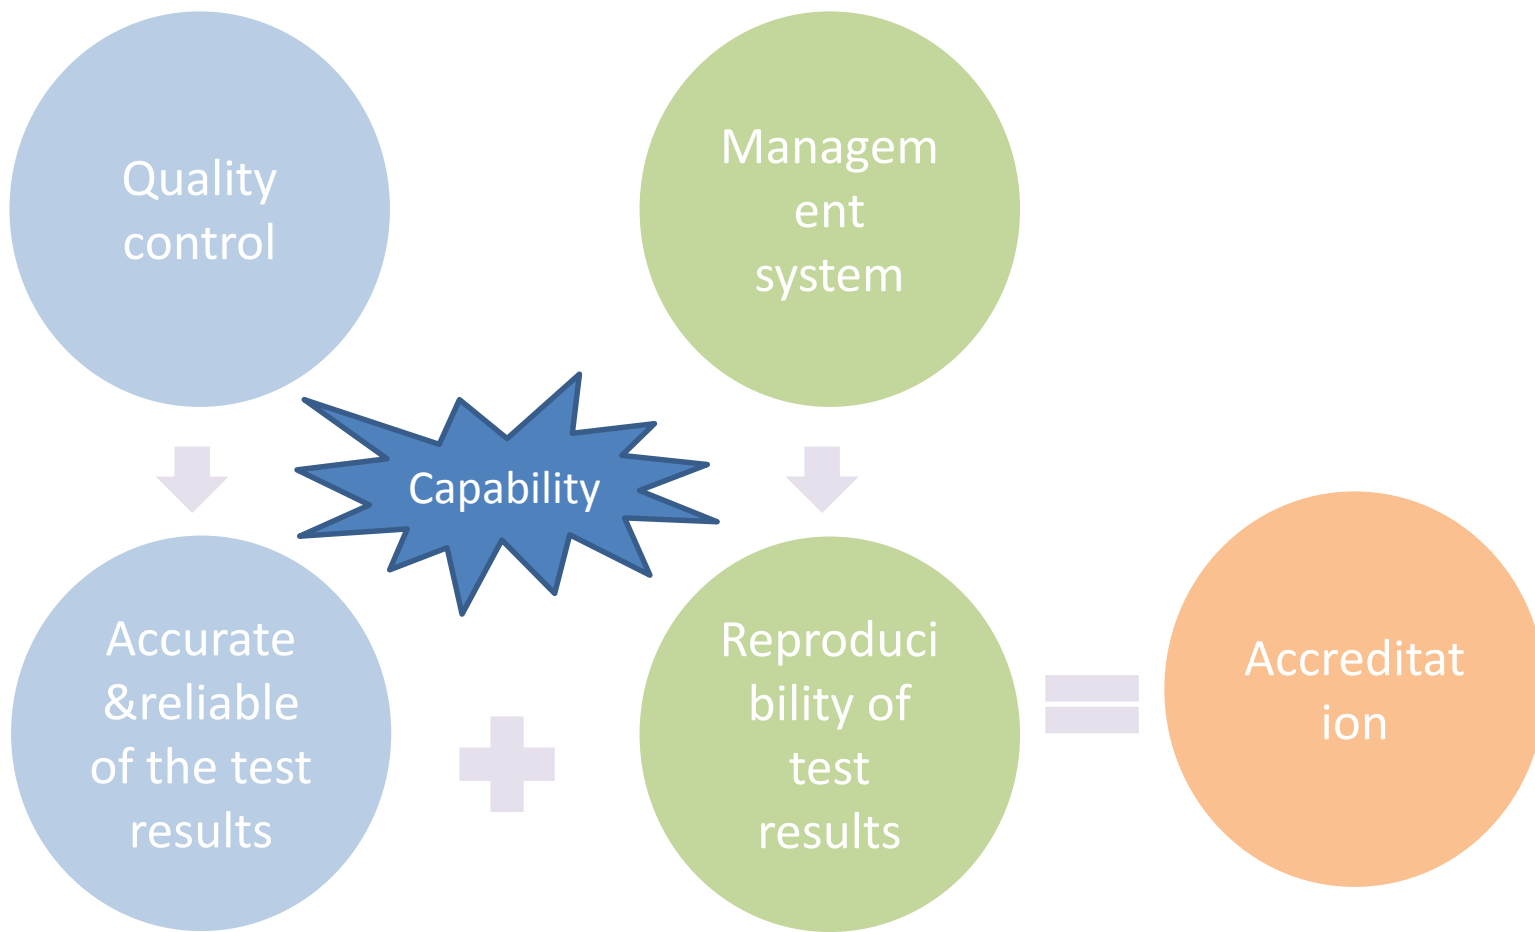 Quality
control
Managem
ent
system
Capability
Accurate
&reliable
of the test
results
Reproduci
bility of
test
results
Accreditat
ion